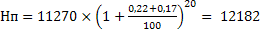 Нп = 11270 × (1 + (0,22+0,17)/100)^20 = 12182